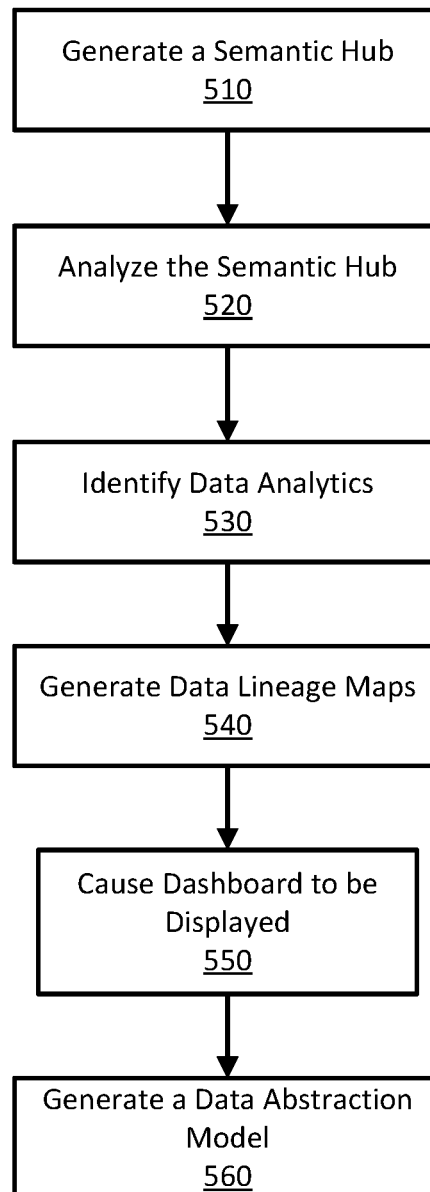 Generate a Semantic Hub
510
Analyze the Semantic Hub
520
Identify Data Analytics
530
Generate Data Lineage Maps
540
Cause Dashboard to be
Displayed
550
Generate a Data Abstraction
Model
560